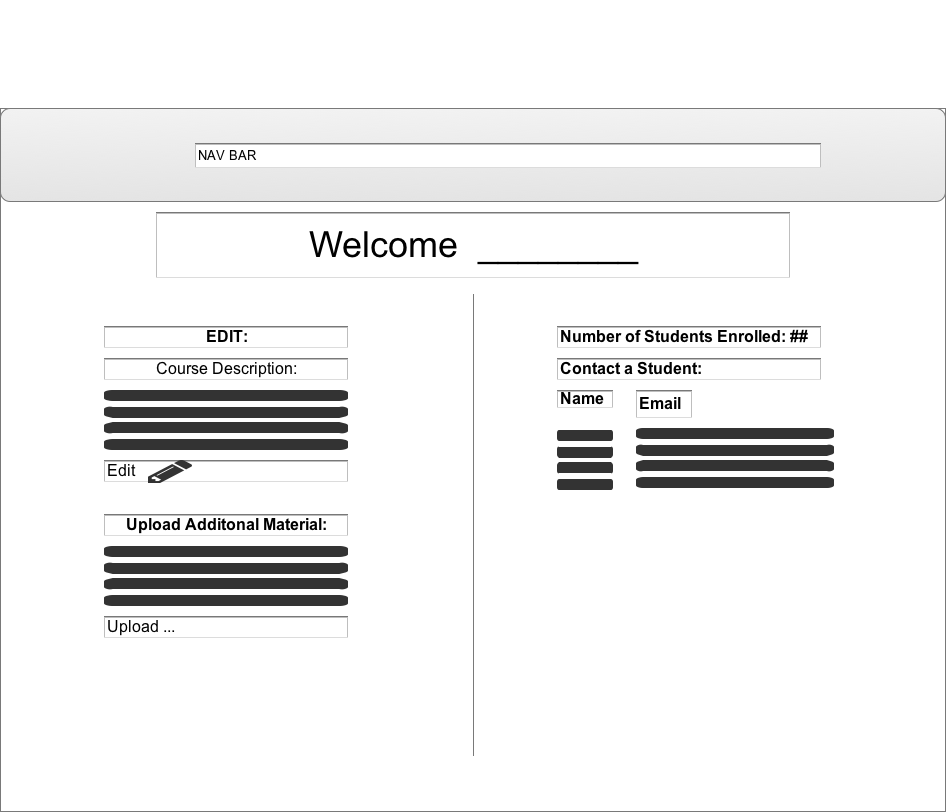 NAV BAR
Welcome ________
EDIT:
Course Description:
Edit
Upload Additonal Material:
Upload ...
Number of Students Enrolled: ##
Contact a Student:
Name Email